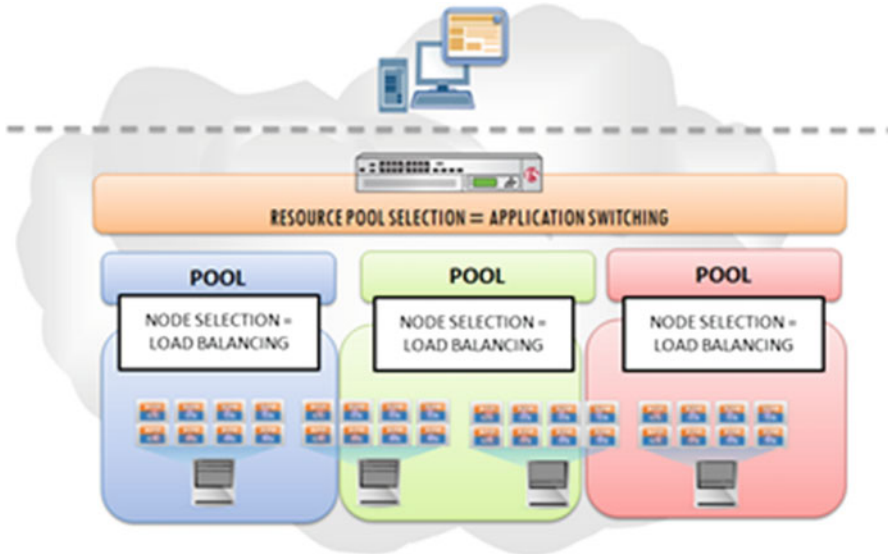 RESOURCE POOL SELECTION = APPLICATION SWITCHING
POOL
NODE SELECTION =
LOAD BALANCING
POOL
NODE SELECTION =
LOAD BALANCING
POOL
NODE SELECTION =
LOAD BALANCING